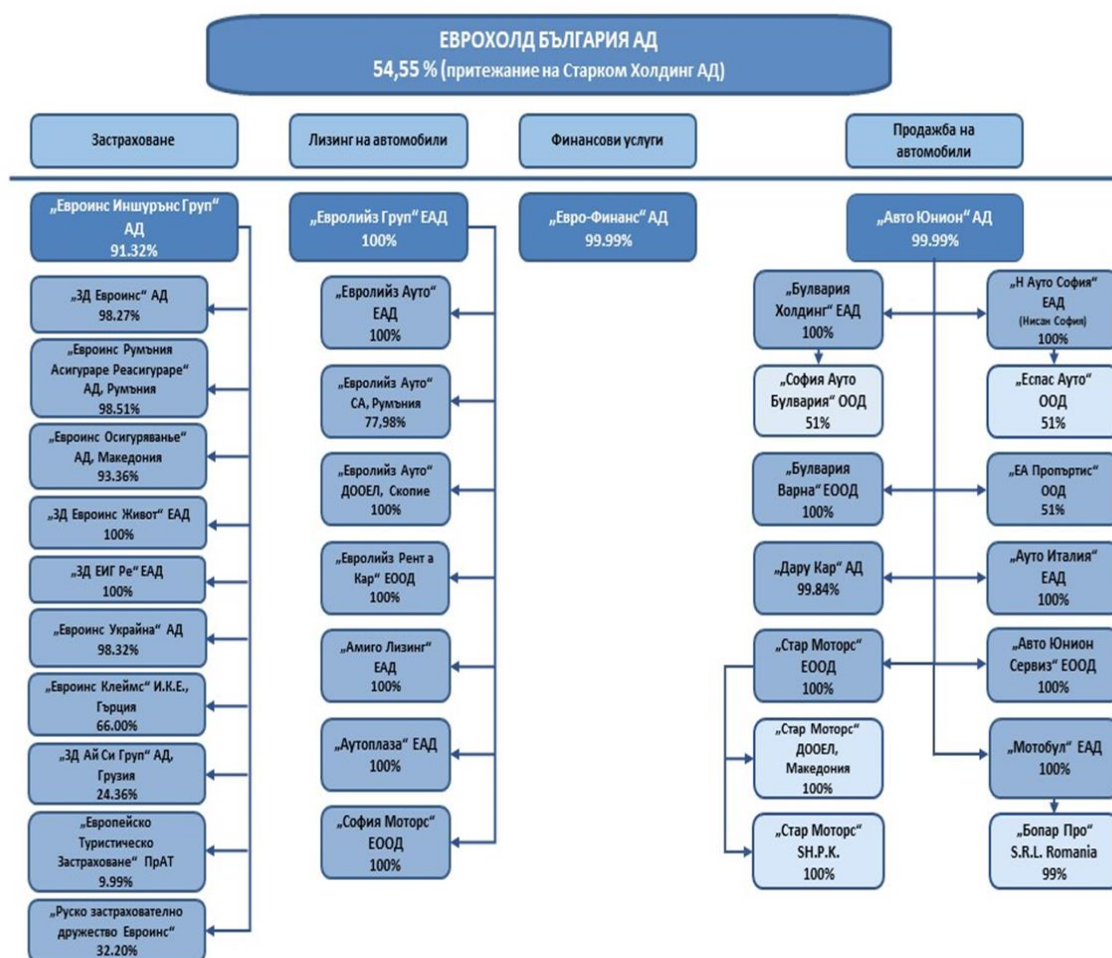 ЕВРОХОЛД БЪЛГАРИЯ АД
54,55 % (притежание на Старком Холдинг АД)
Застраховане
Лизинг на автомобили
Финансови услуги
Продажба на
автомобили
„Евроинс Иншурънс Груп“
АД
91.32%
„ЗД Евроинс“ АД
98.27%
„Евроинс Румъния
Асигураре Реасигураре“
АД, Румъния
98.51%
„Евроинс Осигуряванье“
АД, Македония
93.36%
„ЗД Евроинс Живот“ ЕАД
100%
„ЗД ЕИГ Ре“ ЕАД
100%
„Евроинс Украйна“ АД
98.32%
„Евроинс Клеймс“ И.К.Е.,
Гърция
66.00%
„ЗД Ай Си Груп“ АД,
Грузия
24.36%
„Европейско
Туристическо
Застраховане“ ПрАТ
9.99%
„Руско застрахователно
дружество Евроинс“
32.20%
„Евролийз Груп“ ЕАД
100%
„Евролийз Ауто“
ЕАД
100%
„Евролийз Ауто“
СА, Румъния
77,98%
„Евролийз Ауто“
ДООЕЛ, Скопие
100%
„Евролийз Рент а
Кар“ ЕООД
100%
„Амиго Лизинг“
ЕАД
100%
„Аутоплаза“ ЕАД
100%
„София Моторс“
ЕООД
100%
„Евро-Финанс“ АД
99.99%
„Авто Юнион“ АД
99.99%
„Булвария
Холдинг“ ЕАД
100%
„София Ауто
Булвария“ ООД
51%
„Булвария
Варна“ ЕООД
100%
„Дару Кар“ АД
99.84%
„Стар Моторс“
ЕООД
100%
„Стар Моторс“
ДООЕЛ,
Македония
100%
„Стар Моторс“
SH.P.K.
100%
„Н Ауто София“
ЕАД
(Нисан София)
100%
„Еспас Ауто“
ООД
51%
„ЕА Пропъртис“
ООД
51%
„Ауто Италия“
ЕАД
100%
„Авто Юнион
Сервиз“ ЕООД
100%
„Мотобул“ ЕАД
100%
„Бопар Про“
S.R.L. Romania
99%